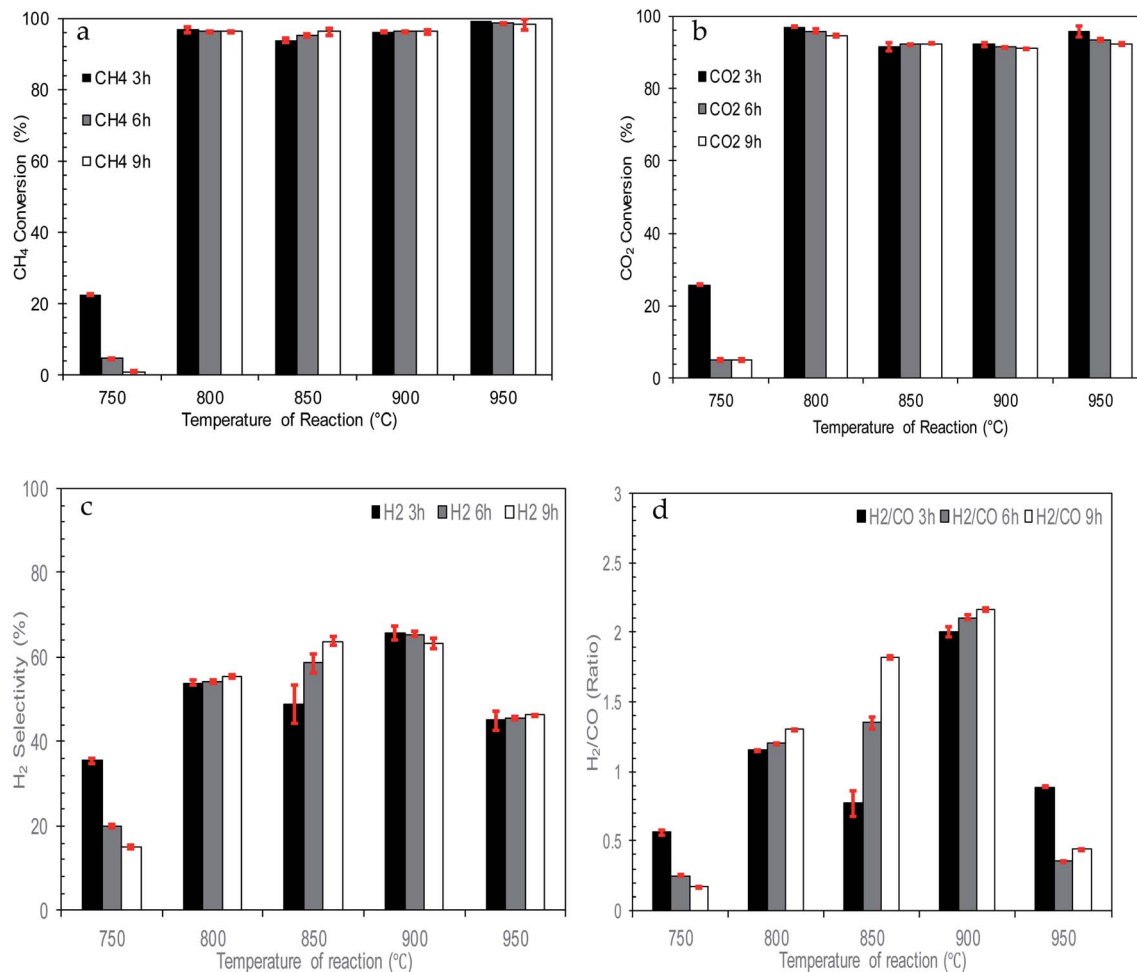 a
CH4 3h
CH4 6h
CH4 9h
CH₄ Conversion (%)
100
80
60
40
20
0
750 800 850 900 950
Temperature of Reaction (°C)
b
CO2 3h
CO2 6h
CO2 9h
CO₂ Conversion (%)
100
80
60
40
20
0
750 800 850 900 950
Temperature of Reaction (°C)
c
H2 3h H2 6h H2 9h
H₂ Selectivity (%)
100
80
60
40
20
0
750 800 850 900 950
Temperature of reaction (°C)
d
H2/CO 3h H2/CO 6h H2/CO 9h
H₂/CO (Ratio)
3
2.5
2
1.5
1
0.5
0
750 800 850 900 950
Temperature of reaction (°C)